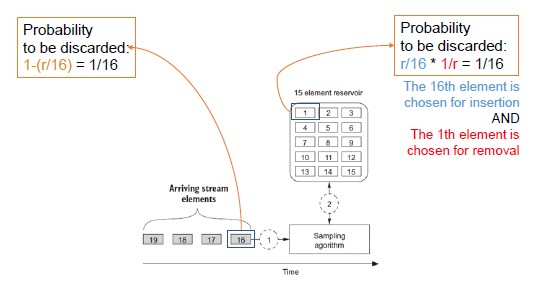 Probability
to be discarded:
1-(r/16) = 1/16
Probability
to be discarded:
r/16 * 1/r = 1/16
The 16th element is
chosen for insertion
AND
The 1th element is
chosen for removal
15 element reservoir
1 2 3
4 5 6
7 8 9
10 11 12
13 14 15
Arriving stream
elements
19 18 17 16
1
2
Sampling
agorithm
Time